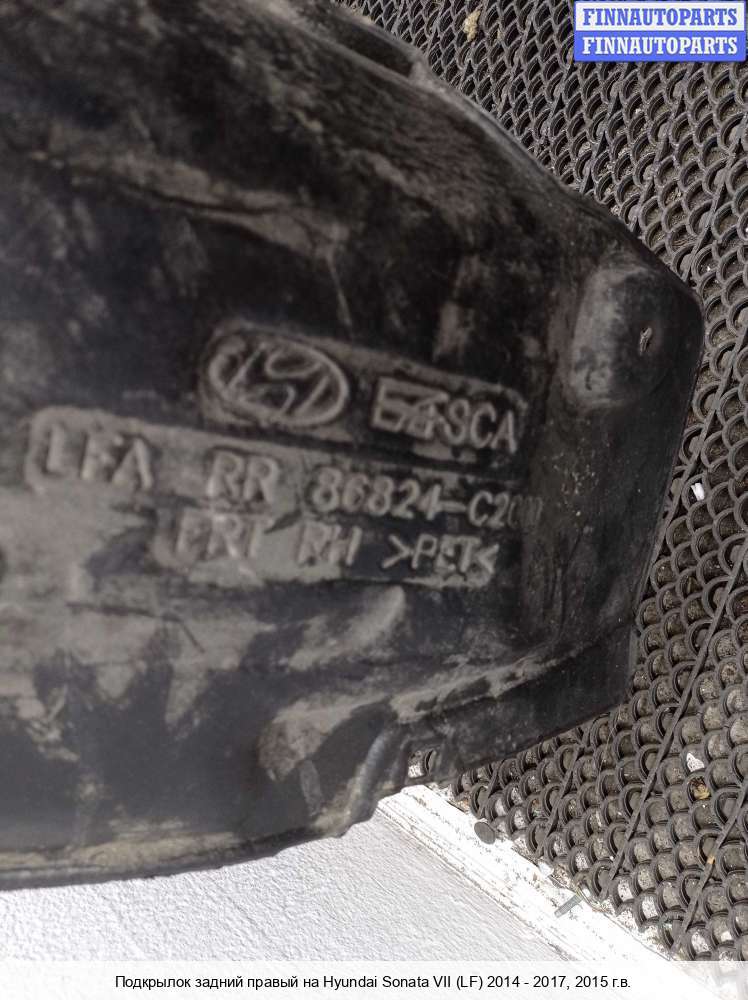 FINNAUTOPARTS
FINNAUTOPARTS
LFA RR 86824-C200
FRT RH >PET<
Подкрылок задний правый на Hyundai Sonata VII (LF) 2014 - 2017, 2015 г.в.